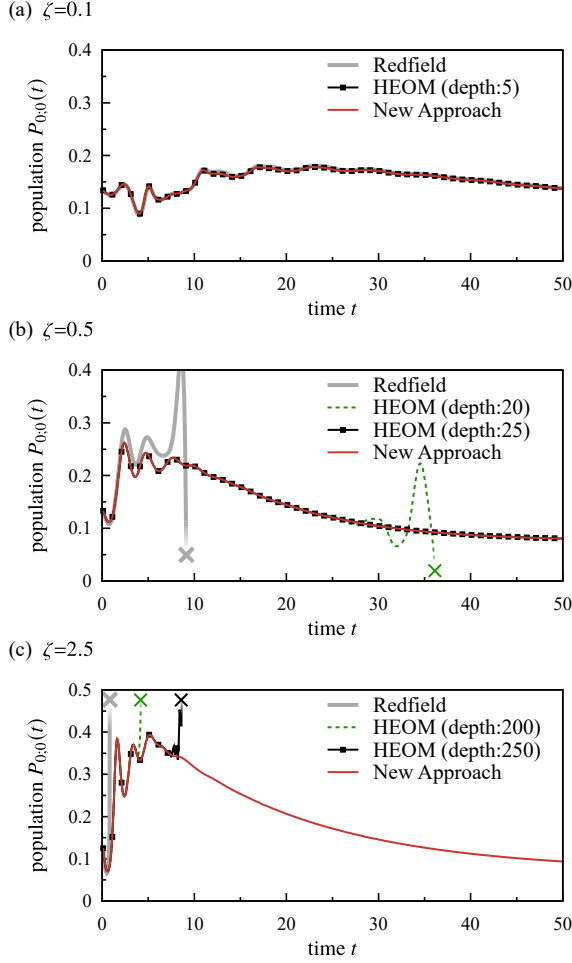 (a) ζ=0.1
population P0;0(t)
0.4
0.3
0.2
0.1
0
Redfield
HEOM (depth:5)
New Approach
0 10 20 30 40 50
time t
(b) ζ=0.5
population P0;0(t)
0.4
0.3
0.2
0.1
0
Redfield
HEOM (depth:20)
HEOM (depth:25)
New Approach
0 10 20 30 40 50
time t
(c) ζ=2.5
population P0;0(t)
0.5
0.4
0.3
0.2
0.1
0
Redfield
HEOM (depth:200)
HEOM (depth:250)
New Approach
0 10 20 30 40 50
time t